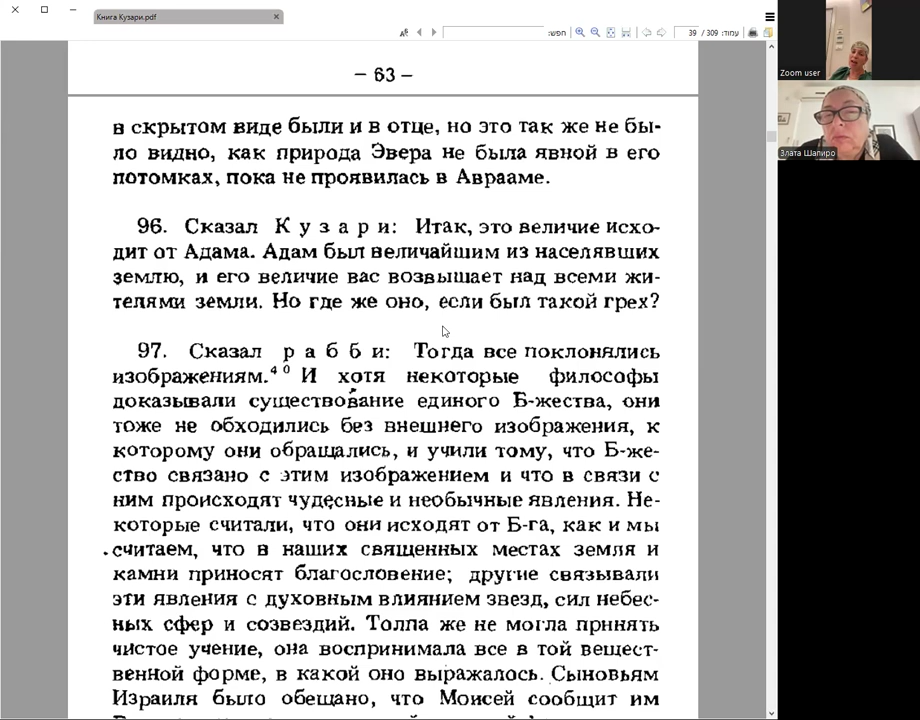 Книга Кузари.pdf
חפש:
עמוד: 309 / 39
– 63 –
в скрытом виде были и в отце, но это так же не бы-
ло видно, как природа Эвера не была явной в его
потомках, пока не проявилась в Аврааме.
96. Сказал К у з а р и: Итак, это величие исхо-
дит от Адама. Адам был величайшим из населявших
землю, и его величие вас возвышает над всеми жи-
телями земли. Но где же оно, если был такой грех?
97. Сказал р а б б и: Тогда все поклонялись
изображениям.⁴⁰ И хотя некоторые философы
доказывали существование единого Б-жества, они
тоже не обходились без внешнего изображения, к
которому они обращались, и учили тому, что Б-же-
ство связано с этим изображением и что в связи с
ним происходят чудесные и необычные явления. Не-
которые считали, что они исходят от Б-га, как и мы
считаем, что в наших священных местах земля и
камни приносят благословение; другие связывали
эти явления с духовным влиянием звезд, сил небес-
ных сфер и созвездий. Толпа же не могла принять
чистое учение, она воспринимала все в той вещест-
венной форме, в какой оно выражалось. Сыновьям
Израиля было обещано, что Моисей сообщит им
Zoom user
Злата Шапиро